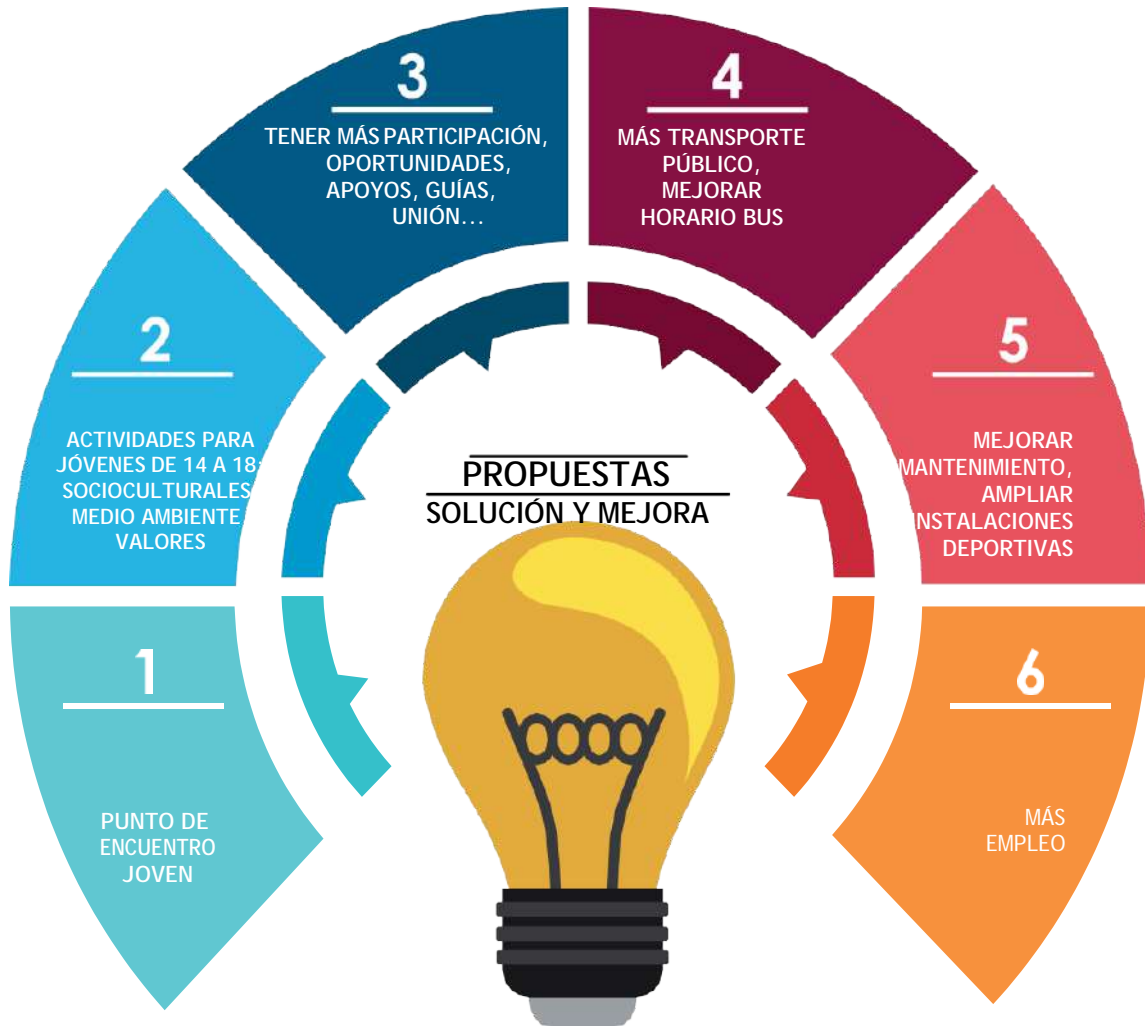 3
TENER MÁS PARTICIPACIÓN,
OPORTUNIDADES,
APOYOS, GUÍAS,
UNIÓN...
4
MÁS TRANSPORTE
PÚBLICO,
MEJORAR
HORARIO BUS
2
ACTIVIDADES PARA
JÓVENES DE 14 A 18:
SOCIOCULTURALES
MEDIO AMBIENTE
VALORES
5
MEJORAR
MANTENIMIENTO,
AMPLIAR
INSTALACIONES
DEPORTIVAS
PROPUESTAS
SOLUCIÓN Y MEJORA
1
PUNTO DE
ENCUENTRO
JOVEN
6
MÁS
EMPLEO